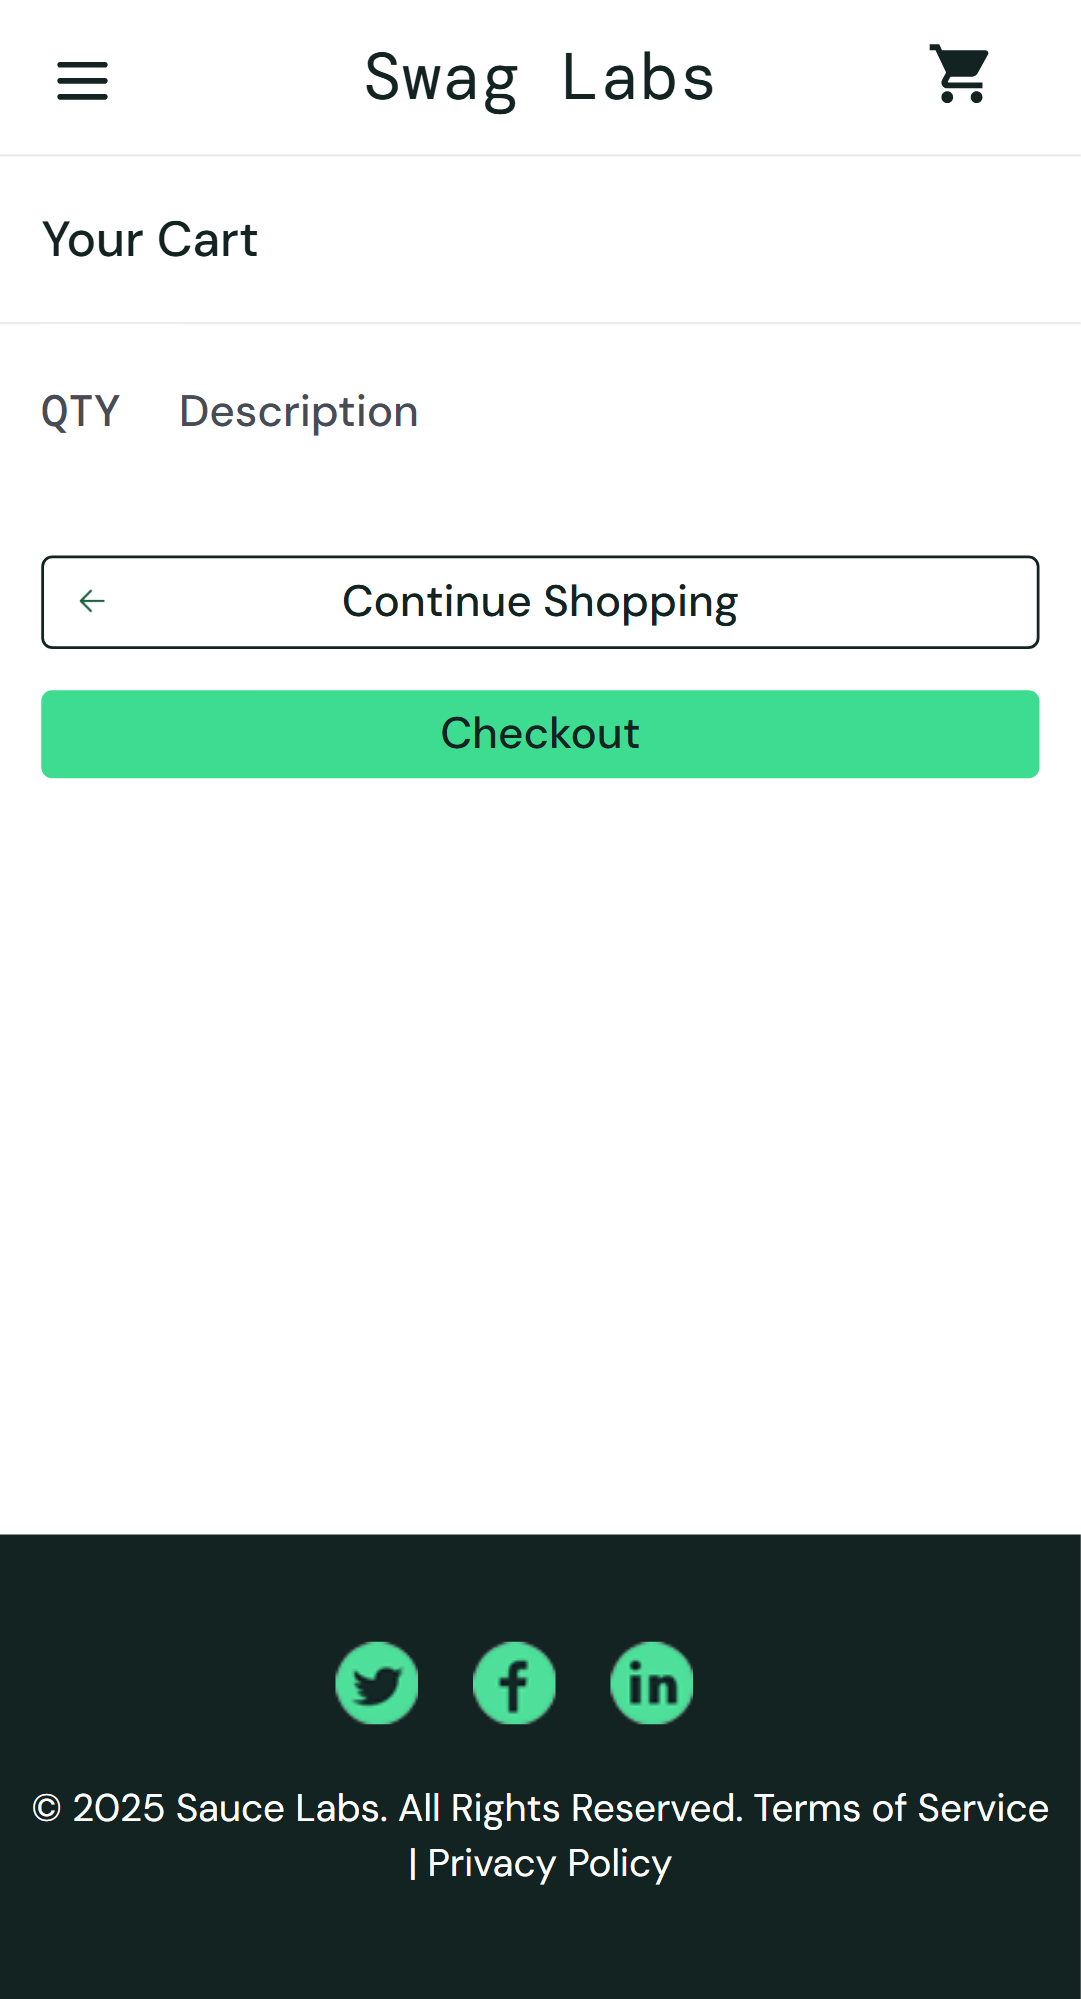 Swag Labs
Your Cart
QTY Description
Continue Shopping
Checkout
© 2025 Sauce Labs. All Rights Reserved. Terms of Service
| Privacy Policy